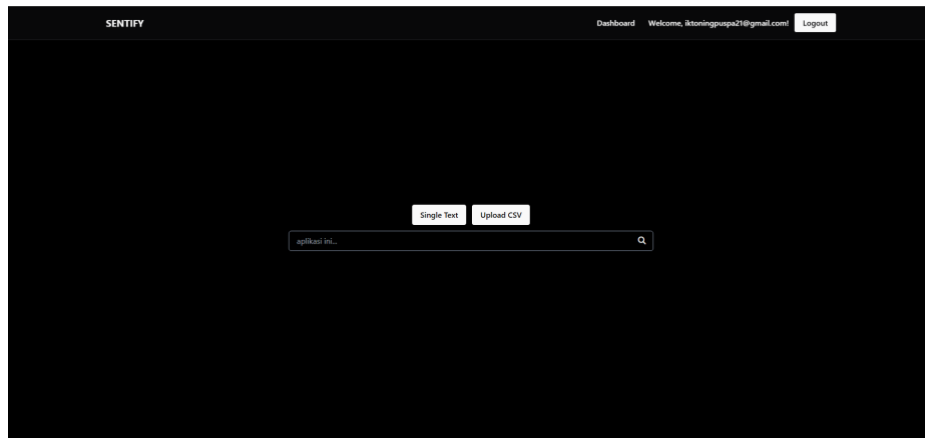 SENTIFY Dashboard Welcome, iktoningpuspa21@gmail.com! Logout
Single Text Upload CSV
aplikasi ini...